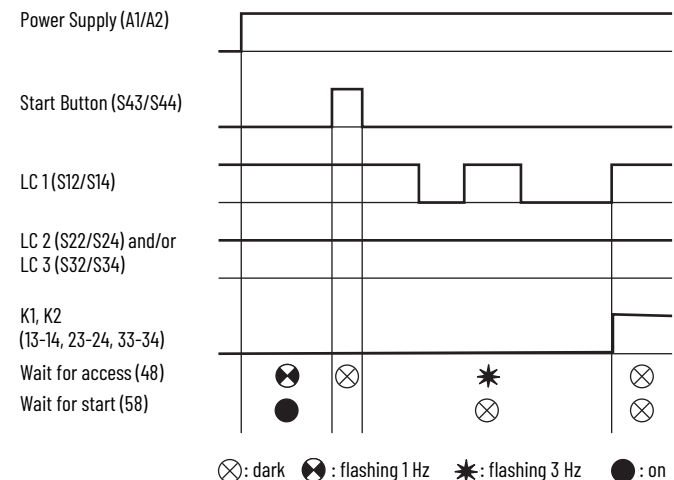 Power Supply (A1/A2)
Start Button (S43/S44)
LC 1 (S12/S14)
LC 2 (S22/S24) and/or
LC 3 (S32/S34)
K1, K2
(13-14, 23-24, 33-34)
Wait for access (48)
Wait for start (58)
: dark : flashing 1 Hz : flashing 3 Hz : on